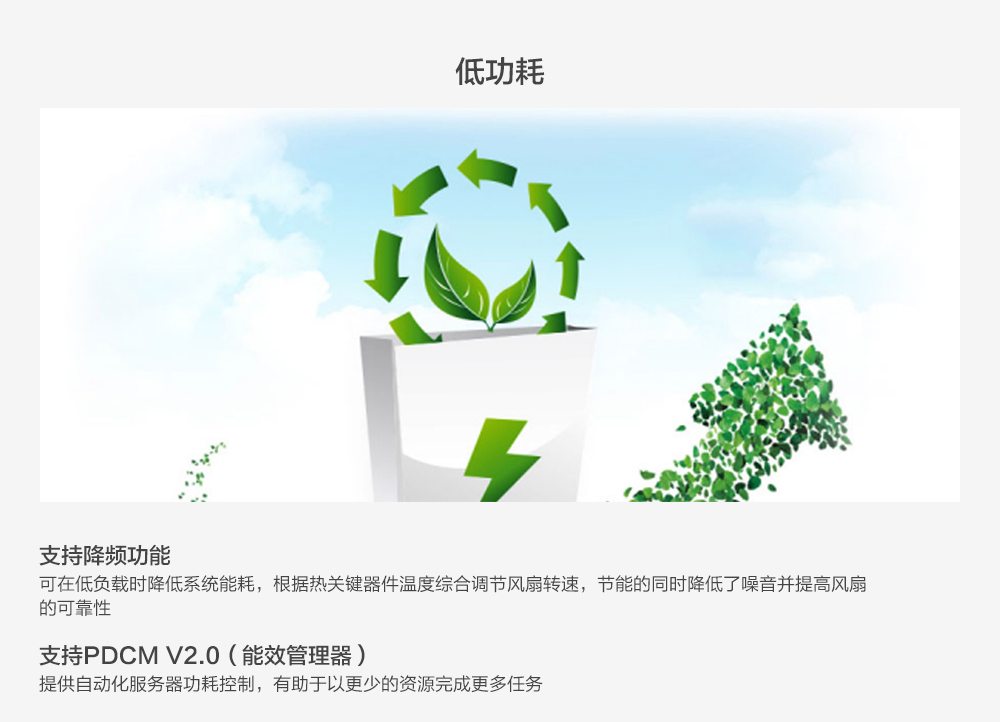 低功耗
支持降频功能
可在低负载时降低系统能耗，根据热关键器件温度综合调节风扇转速，节能的同时降低了噪音并提高风扇
的可靠性
支持PDCM V2.0（能效管理器）
提供自动化服务器功耗控制，有助于以更少的资源完成更多任务